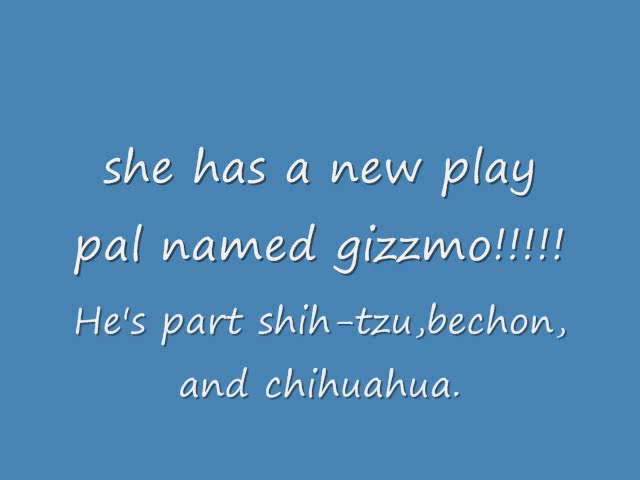 she has a new play
pal named gizzmo!!!!!
He's part shih-tzu,bechon,
and chihuahua.